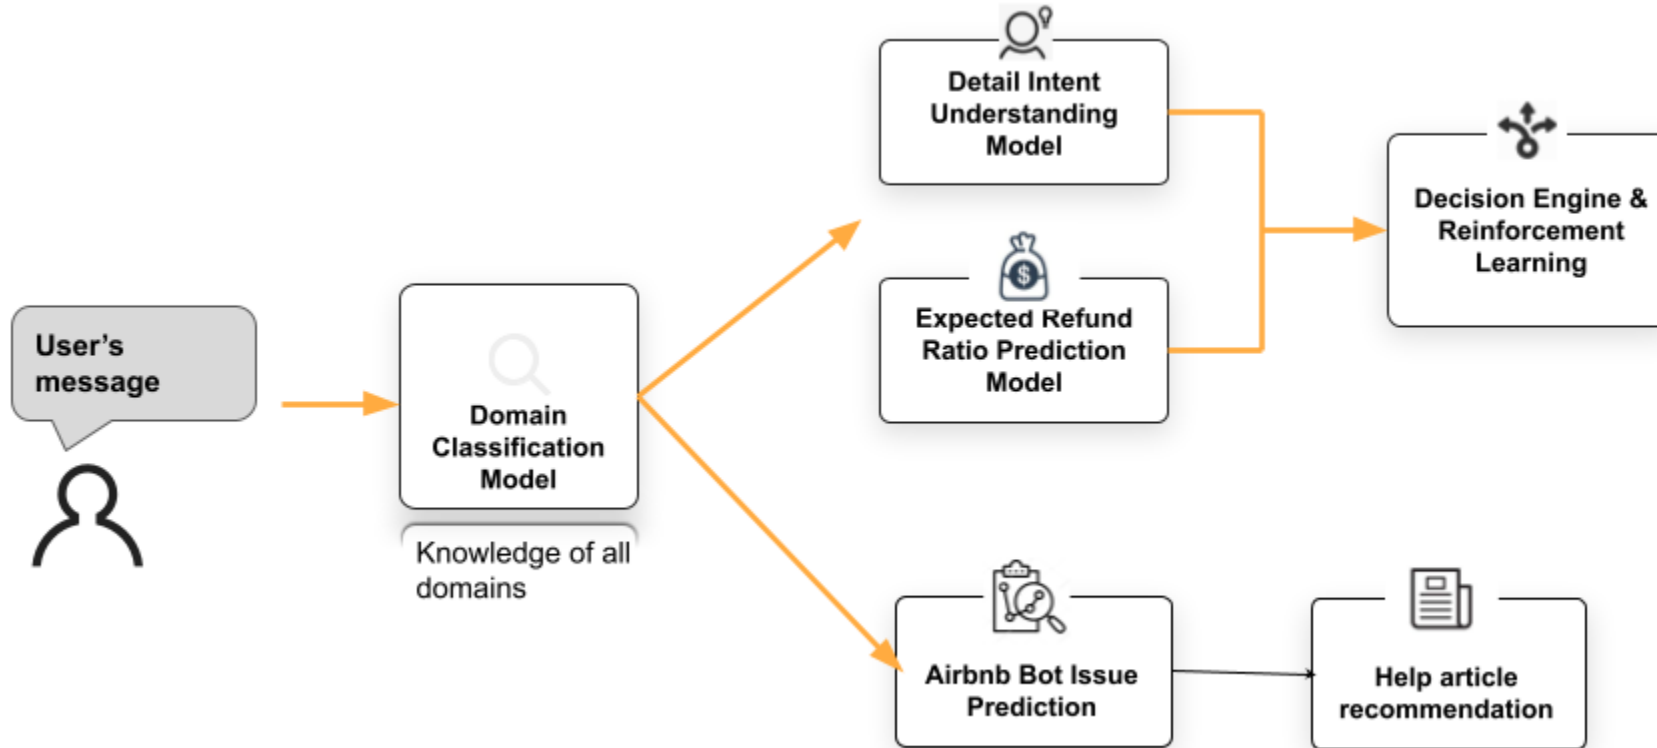 User's
message
Domain
Classification
Model
Knowledge of all
domains
Detail Intent
Understanding
Model
$
Expected Refund
Ratio Prediction
Model
Decision Engine &
Reinforcement
Learning
Airbnb Bot Issue
Prediction
Help article
recommendation